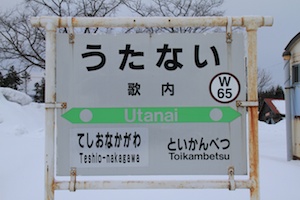 うたない
歌内
W
65
Utanai
てしおなかがわ
Teshio-nakagawa
といかんべつ
Toikambetsu